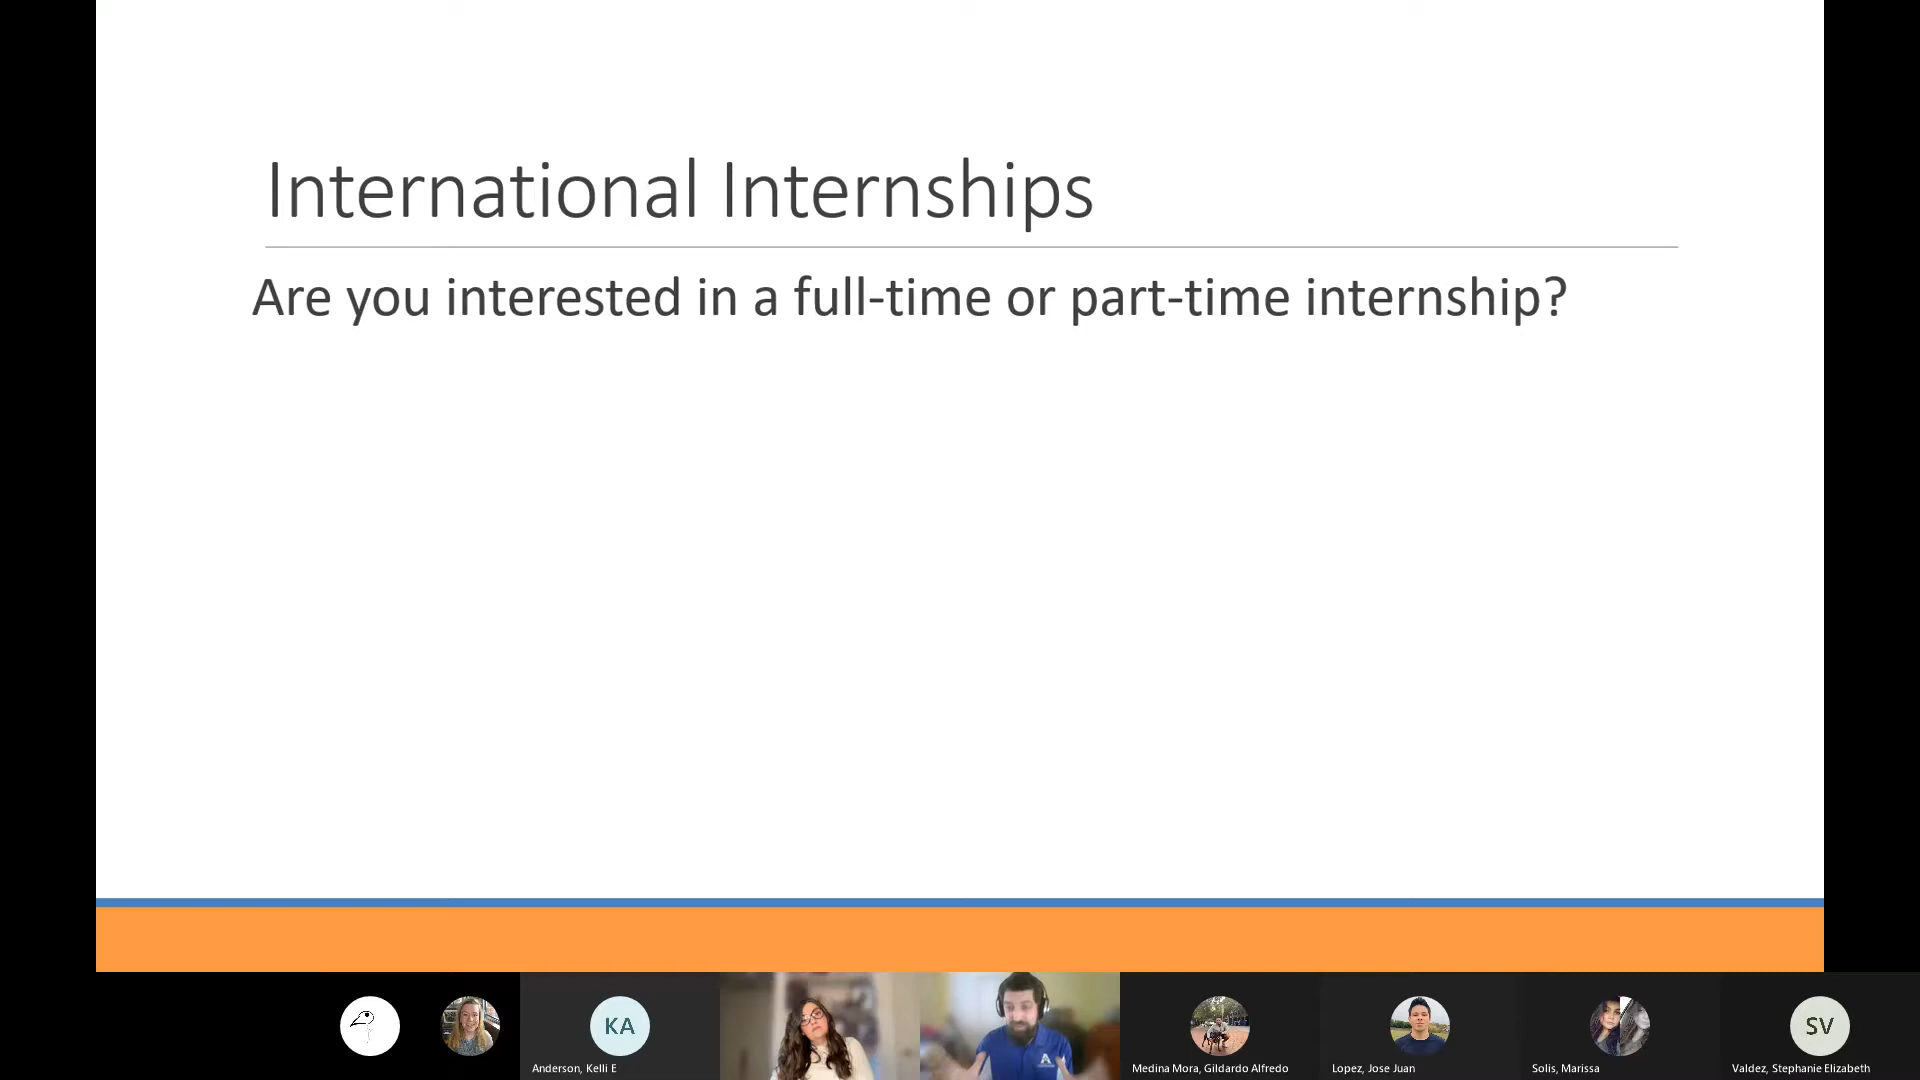 International Internships
Are you interested in a full-time or part-time internship?
KA
SV
Anderson, Kelli E
Medina Mora, Gildardo Alfredo
Lopez, Jose Juan
Solis, Marissa
Valdez, Stephanie Elizabeth